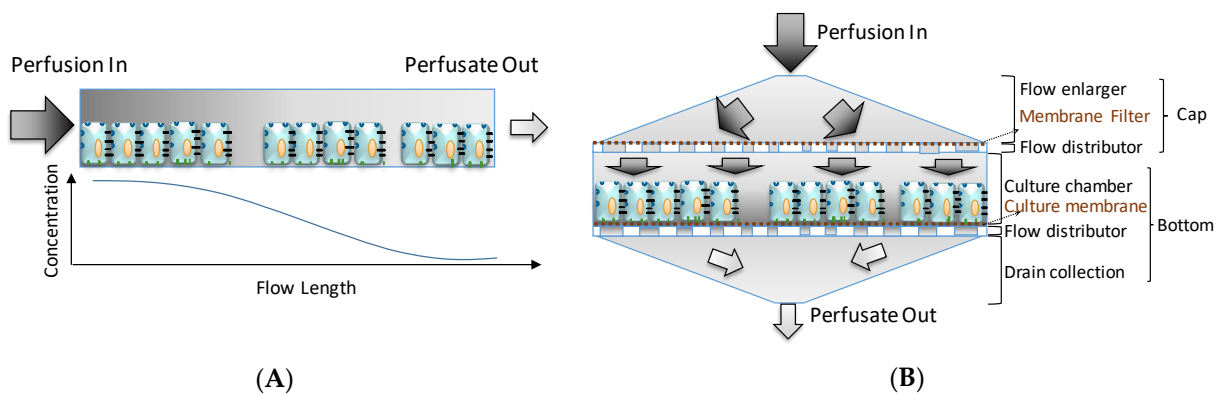 Perfusion In
Perfusate Out
Concentration
Flow Length
(A)
Perfusion In
Flow enlarger
Membrane Filter
Cap
Flow distributor
Culture chamber
Culture membrane
Bottom
Flow distributor
Drain collection
Perfusate Out
(B)